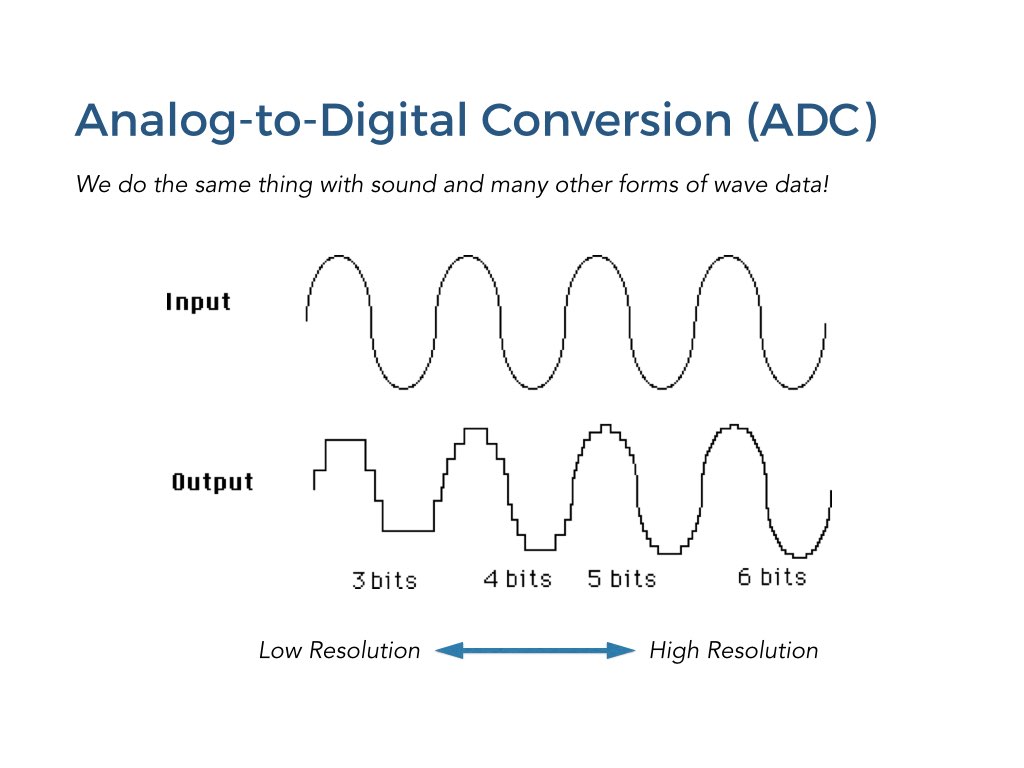 Analog-to-Digital Conversion (ADC)
We do the same thing with sound and many other forms of wave data!
Input
Output
3 bits
4 bits
5 bits
6 bits
Low Resolution
High Resolution